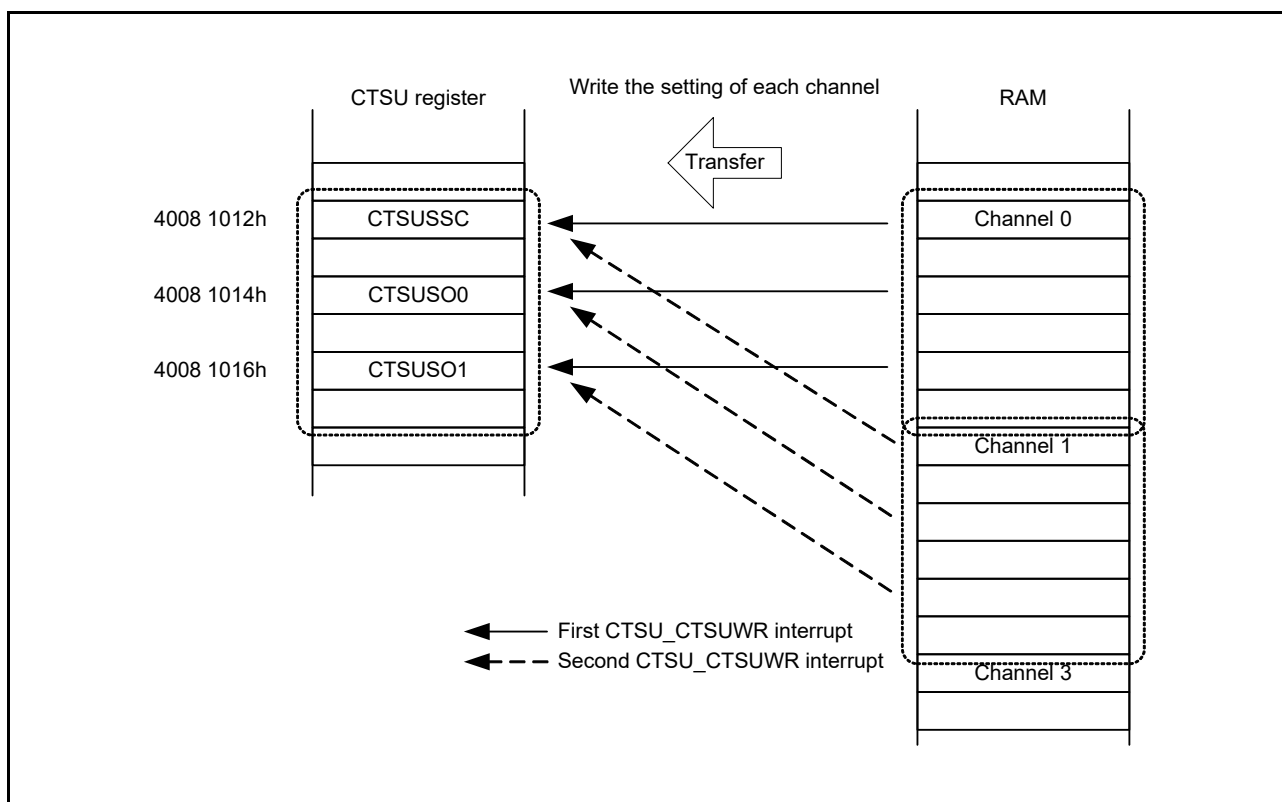 Write the setting of each channel
CTSU register
RAM
Transfer
4008 1012h
CTSUSSC
Channel 0
4008 1014h
CTSUSO0
4008 1016h
CTSUSO1
Channel 1
First CTSU_CTSUWR interrupt
Second CTSU_CTSUWR interrupt
Channel 3